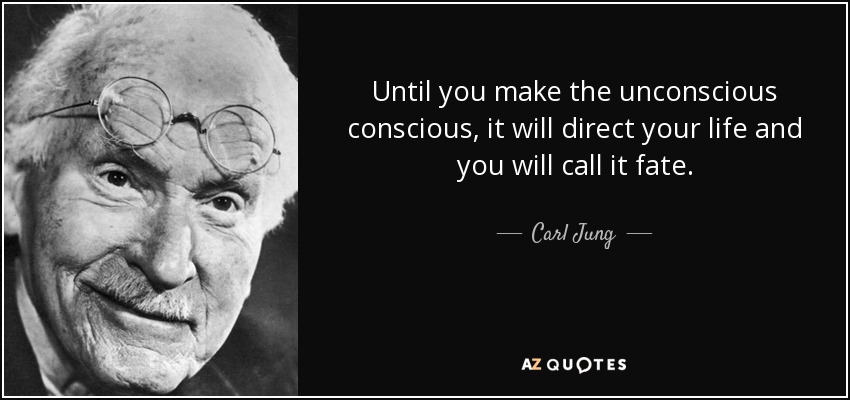 Until you make the unconscious
conscious, it will direct your life and
you will call it fate.
Carl Jung
AZ QUOTES